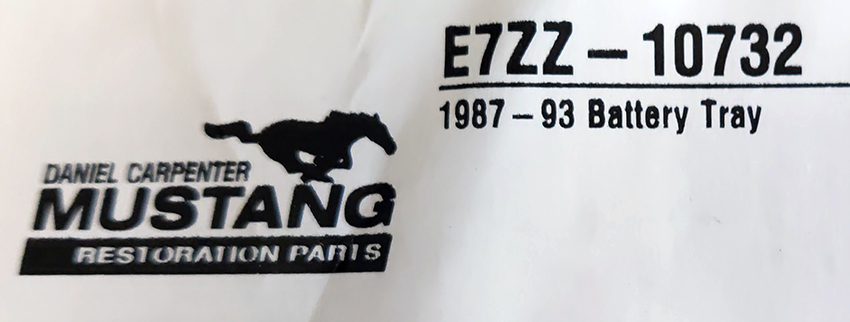 E7ZZ – 10732
1987 – 93 Battery Tray
DANIEL CARPENTER
MUSTANG
RESTORATION PARTS